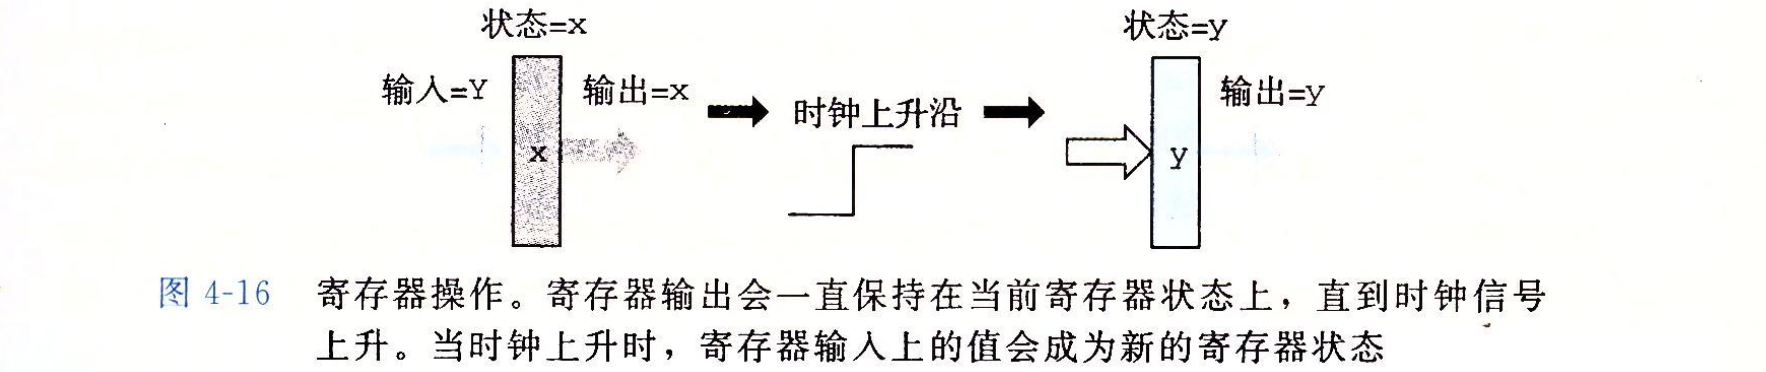 状态=x
状态=y
输入=Y
输出=x
时钟上升沿
输出=y
x
y
图 4-16 寄存器操作。寄存器输出会一直保持在当前寄存器状态上，直到时钟信号
上升。当时钟上升时，寄存器输入上的值会成为新的寄存器状态